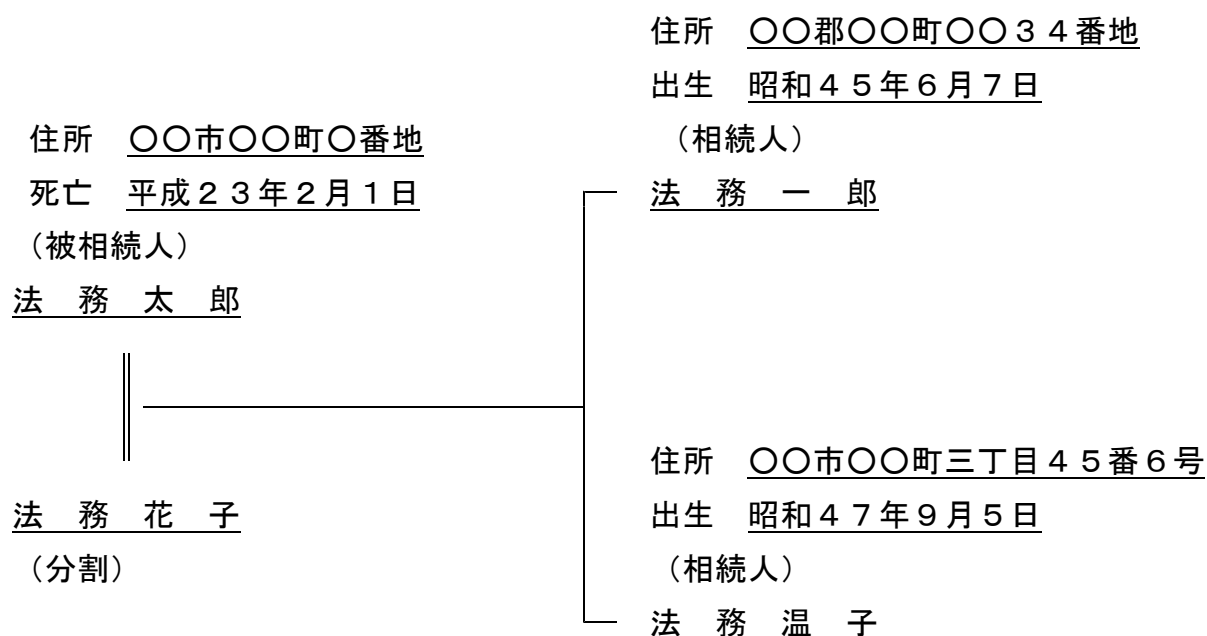 住所　〇〇郡〇〇町〇〇３４番地
出生　昭和４５年６月７日
（相続人）
法　務　一　郎
住所　〇〇市〇〇町〇番地
死亡　平成２３年２月１日
（被相続人）
法　務　太　郎
法　務　花　子
（分割）
住所　〇〇市〇〇町三丁目４５番６号
出生　昭和４７年９月５日
（相続人）
法　務　温　子